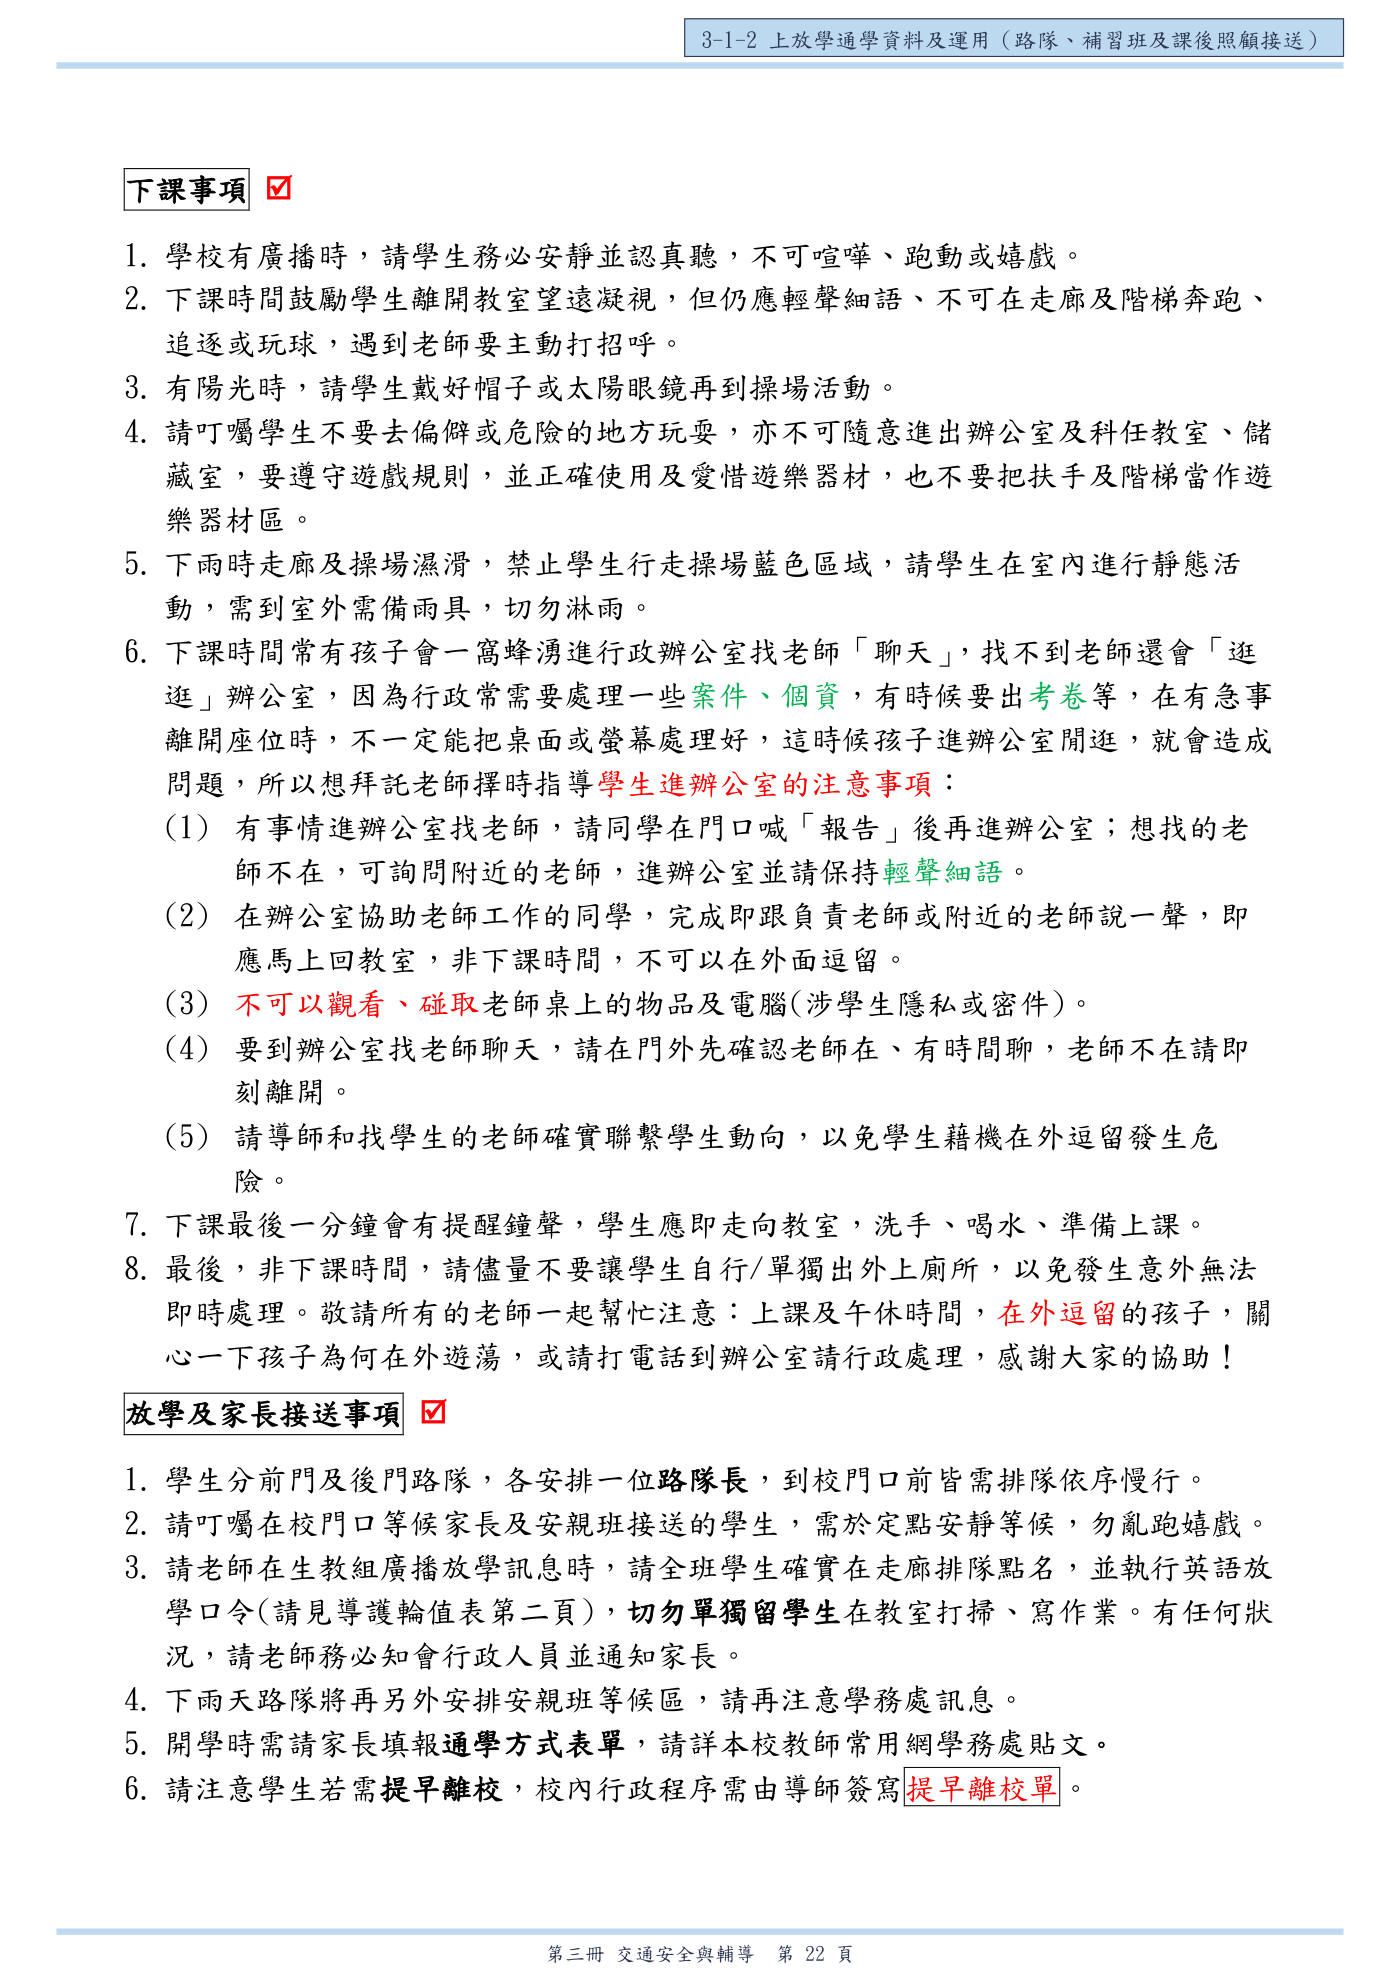 3-1-2 上放學通學資料及運用（路隊、補習班及課後照顧接送）
下課事項 ☑
1. 學校有廣播時，請學生務必安靜並認真聽，不可喧嘩、跑動或嬉戲。
2. 下課時間鼓勵學生離開教室望遠凝視，但仍應輕聲細語、不可在走廊及階梯奔跑、
追逐或玩球，遇到老師要主動打招呼。
3. 有陽光時，請學生戴好帽子或太陽眼鏡再到操場活動。
4. 請叮囑學生不要去偏僻或危險的地方玩耍，亦不可隨意進出辦公室及科任教室、儲
藏室，要遵守遊戲規則，並正確使用及愛惜遊樂器材，也不要把扶手及階梯當作遊
樂器材區。
5. 下雨時走廊及操場濕滑，禁止學生行走操場藍色區域，請學生在室內進行靜態活
動，需到室外需備雨具，切勿淋雨。
6. 下課時間常有孩子會一窩蜂湧進行政辦公室找老師「聊天」，找不到老師還會「逛
逛」辦公室，因為行政常需要處理一些案件、個資，有時候要出考卷等，在有急事
離開座位時，不一定能把桌面或螢幕處理好，這時候孩子進辦公室閒逛，就會造成
問題，所以想拜託老師擇時指導學生進辦公室的注意事項：
(1) 有事情進辦公室找老師，請同學在門口喊「報告」後再進辦公室；想找的老
師不在，可詢問附近的老師，進辦公室並請保持輕聲細語。
(2) 在辦公室協助老師工作的同學，完成即跟負責老師或附近的老師說一聲，即
應馬上回教室，非下課時間，不可以在外面逗留。
(3) 不可以觀看、碰取老師桌上的物品及電腦(涉學生隱私或密件)。
(4) 要到辦公室找老師聊天，請在門外先確認老師在、有時間聊，老師不在請即
刻離開。
(5) 請導師和找學生的老師確實聯繫學生動向，以免學生藉機在外逗留發生危
險。
7. 下課最後一分鐘會有提醒鐘聲，學生應即走向教室，洗手、喝水、準備上課。
8. 最後，非下課時間，請儘量不要讓學生自行/單獨出外上廁所，以免發生意外無法
即時處理。敬請所有的老師一起幫忙注意：上課及午休時間，在外逗留的孩子，關
心一下孩子為何在外遊蕩，或請打電話到辦公室請行政處理，感謝大家的協助！
放學及家長接送事項 ☑
1. 學生分前門及後門路隊，各安排一位路隊長，到校門口前皆需排隊依序慢行。
2. 請叮囑在校門口等候家長及安親班接送的學生，需於定點安靜等候，勿亂跑嬉戲。
3. 請老師在生教組廣播放學訊息時，請全班學生確實在走廊排隊點名，並執行英語放
學口令(請見導護輪值表第二頁)，切勿單獨留學生在教室打掃、寫作業。有任何狀
況，請老師務必知會行政人員並通知家長。
4. 下雨天路隊將再另外安排安親班等候區，請再注意學務處訊息。
5. 開學時需請家長填報通學方式表單，請詳本校教師常用網學務處貼文。
6. 請注意學生若需提早離校，校內行政程序需由導師簽寫提早離校單。
第三冊 交通安全與輔導　第 22 頁